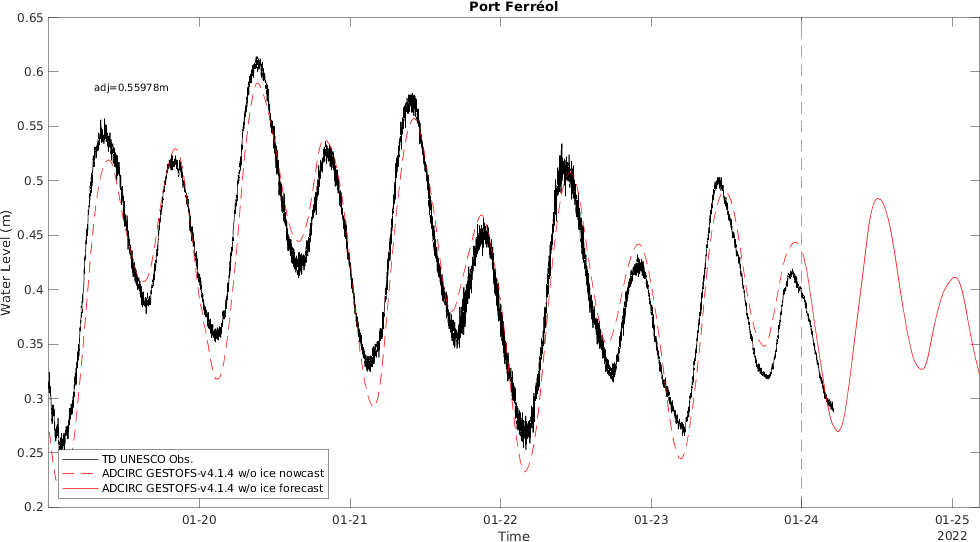 Port Ferréol
0.65
0.6
0.55
0.5
0.45
0.4
0.35
0.3
0.25
0.2
Water Level (m)
adj=0.55978m
TD UNESCO Obs.
ADCIRC GESTOFS-v4.1.4 w/o ice nowcast
ADCIRC GESTOFS-v4.1.4 w/o ice forecast
01-20 01-21 01-22 01-23 01-24 01-25
Time 2022